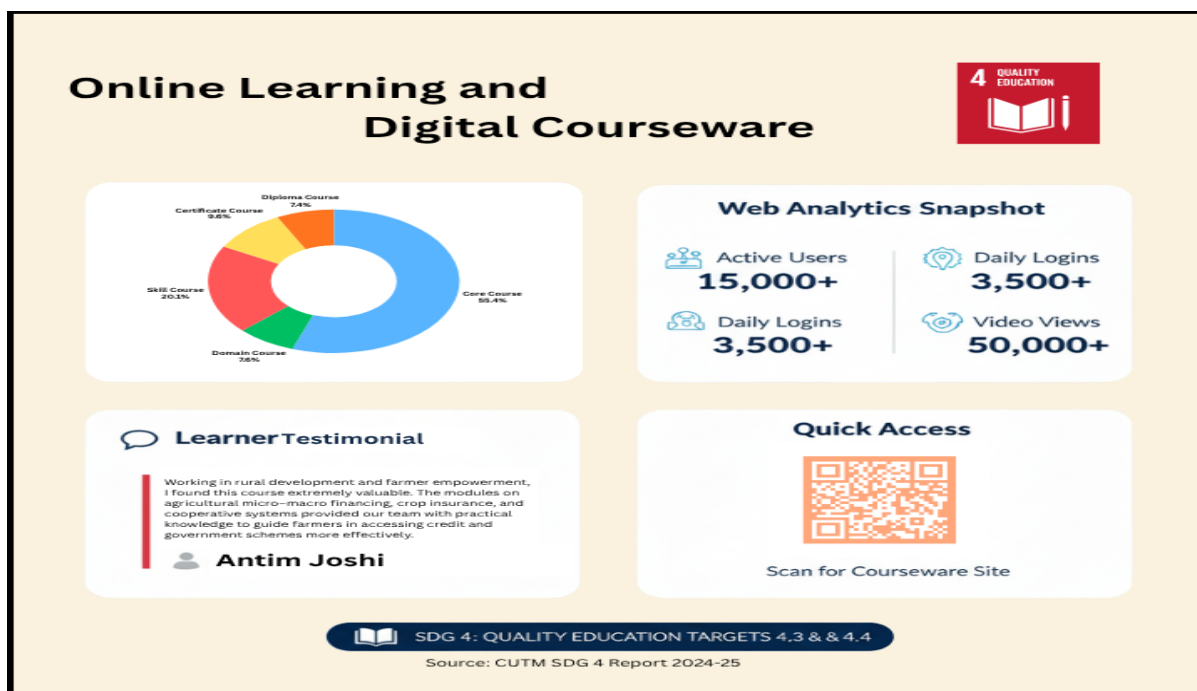 Online Learning and
Digital Courseware
4 QUALITY
EDUCATION
Diploma Course
7.4%
Certificate Course
9.6%
Skill Course
20.1%
Core Course
55.4%
Domain Course
7.6%
Web Analytics Snapshot
Active Users
15,000+
Daily Logins
3,500+
Daily Logins
3,500+
Video Views
50,000+
Learner Testimonial
Working in rural development and farmer empowerment,
I found this course extremely valuable. The modules on
agricultural micro–macro financing, crop insurance, and
cooperative systems provided our team with practical
knowledge to guide farmers in accessing credit and
government schemes more effectively.
Antim Joshi
Quick Access
Scan for Courseware Site
SDG 4: QUALITY EDUCATION TARGETS 4,3 & & 4.4
Source: CUTM SDG 4 Report 2024-25